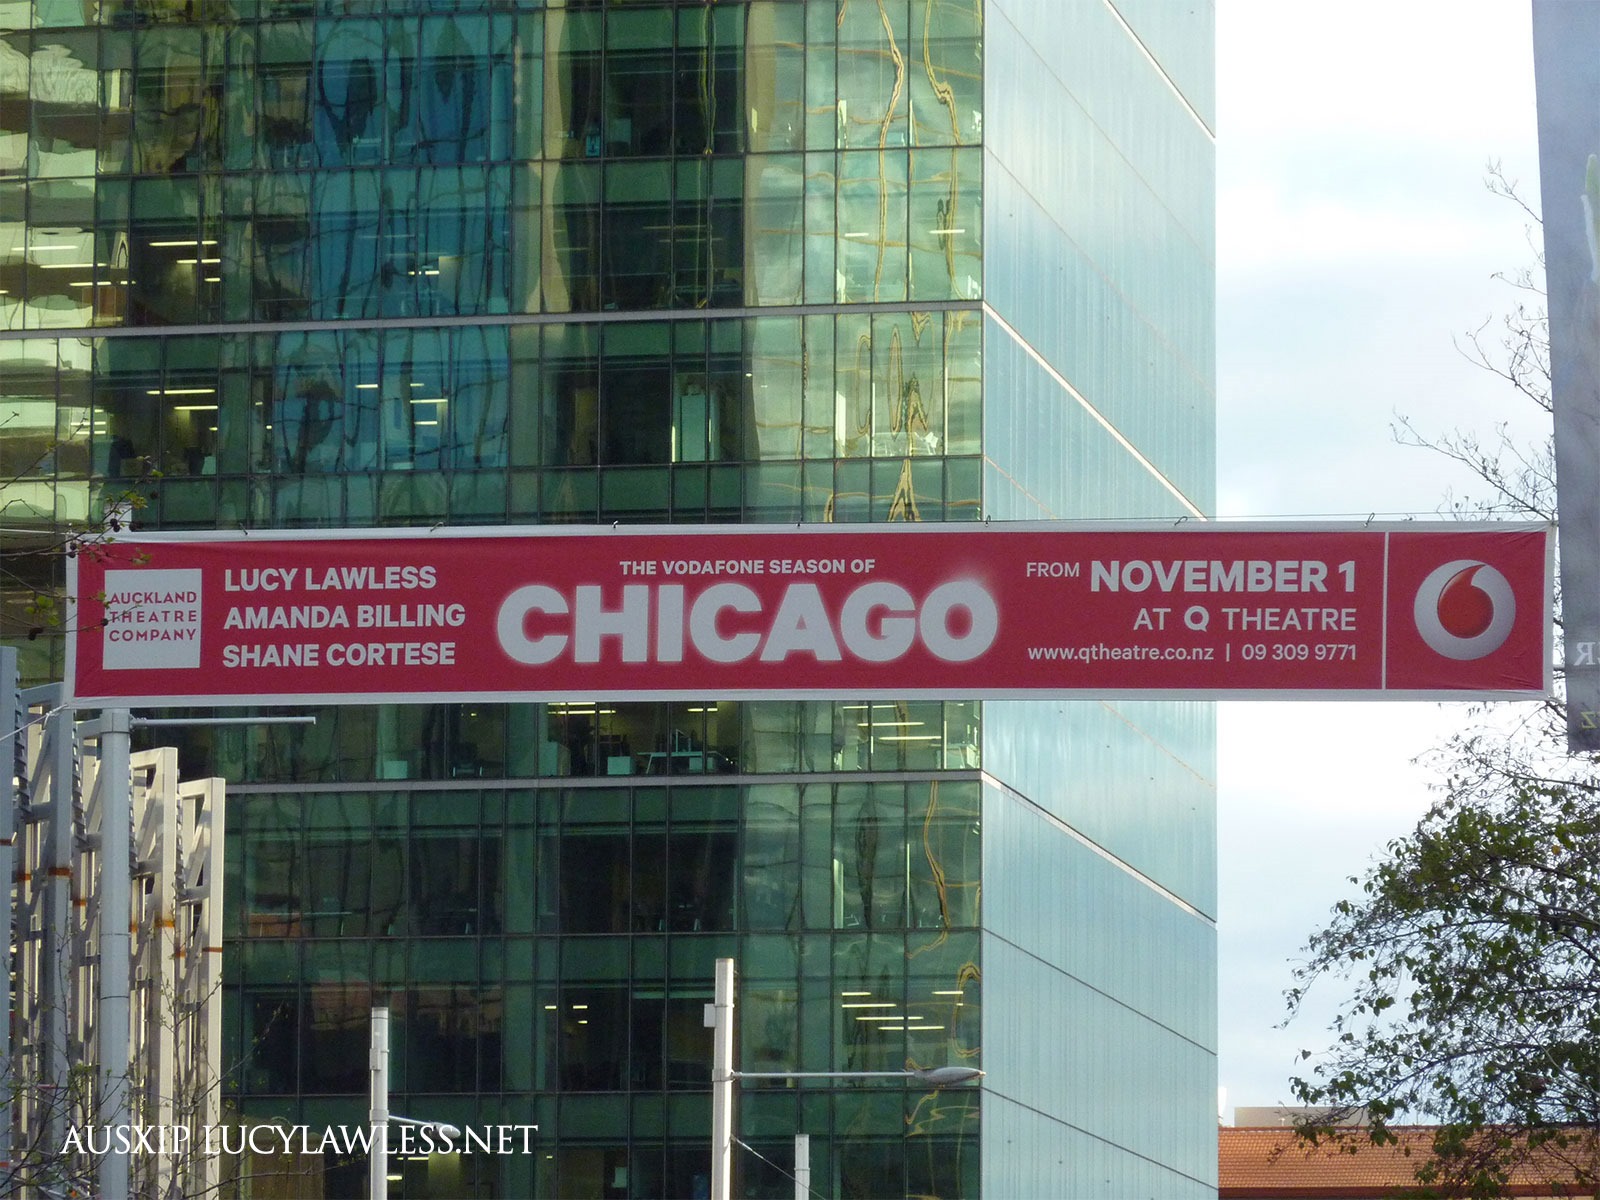 AUCKLAND
THEATRE
COMPANY
LUCY LAWLESS
AMANDA BILLING
SHANE CORTESE
THE VODAFONE SEASON OF
CHICAGO
FROM NOVEMBER 1
AT Q THEATRE
www.qtheatre.co.nz | 09 309 9771
AUSXIP LUCYLAWLESS.NET